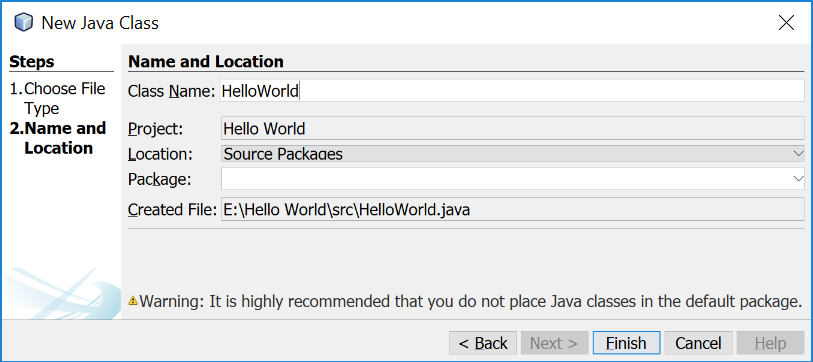 New Java Class
Steps
1.Choose File
Type
2.Name and
Location
Name and Location
Class Name: HelloWorld
Project: Hello World
Location: Source Packages
Package:
Created File: E:\Hello World\src\HelloWorld.java
Warning: It is highly recommended that you do not place Java classes in the default package.
< Back Next > Finish Cancel Help